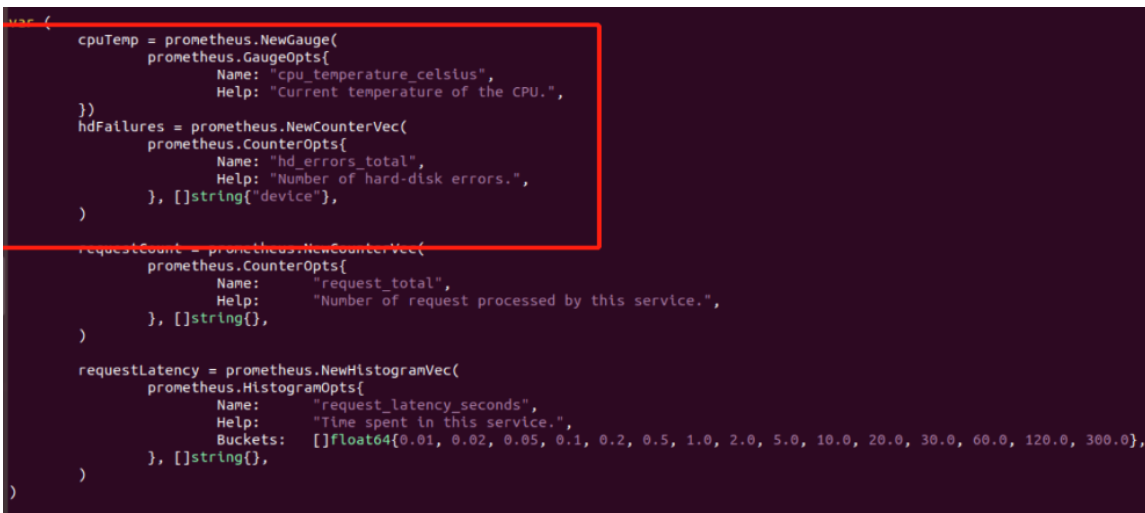 var (
cpuTemp = prometheus.NewGauge(
prometheus.GaugeOpts{
Name: "cpu_temperature_celsius",
Help: "Current temperature of the CPU.",
})
hdFailures = prometheus.NewCounterVec(
prometheus.CounterOpts{
Name: "hd_errors_total",
Help: "Number of hard-disk errors.",
}, []string{"device"},
)
requestCount = prometheus.NewCounterVec(
prometheus.CounterOpts{
Name: "request_total",
Help: "Number of request processed by this service.",
}, []string{},
)
requestLatency = prometheus.NewHistogramVec(
prometheus.HistogramOpts{
Name: "request_latency_seconds",
Help: "Time spent in this service.",
Buckets: []float64{0.01, 0.02, 0.05, 0.1, 0.2, 0.5, 1.0, 2.0, 5.0, 10.0, 20.0, 30.0, 60.0, 120.0, 300.0},
}, []string{},
)
)